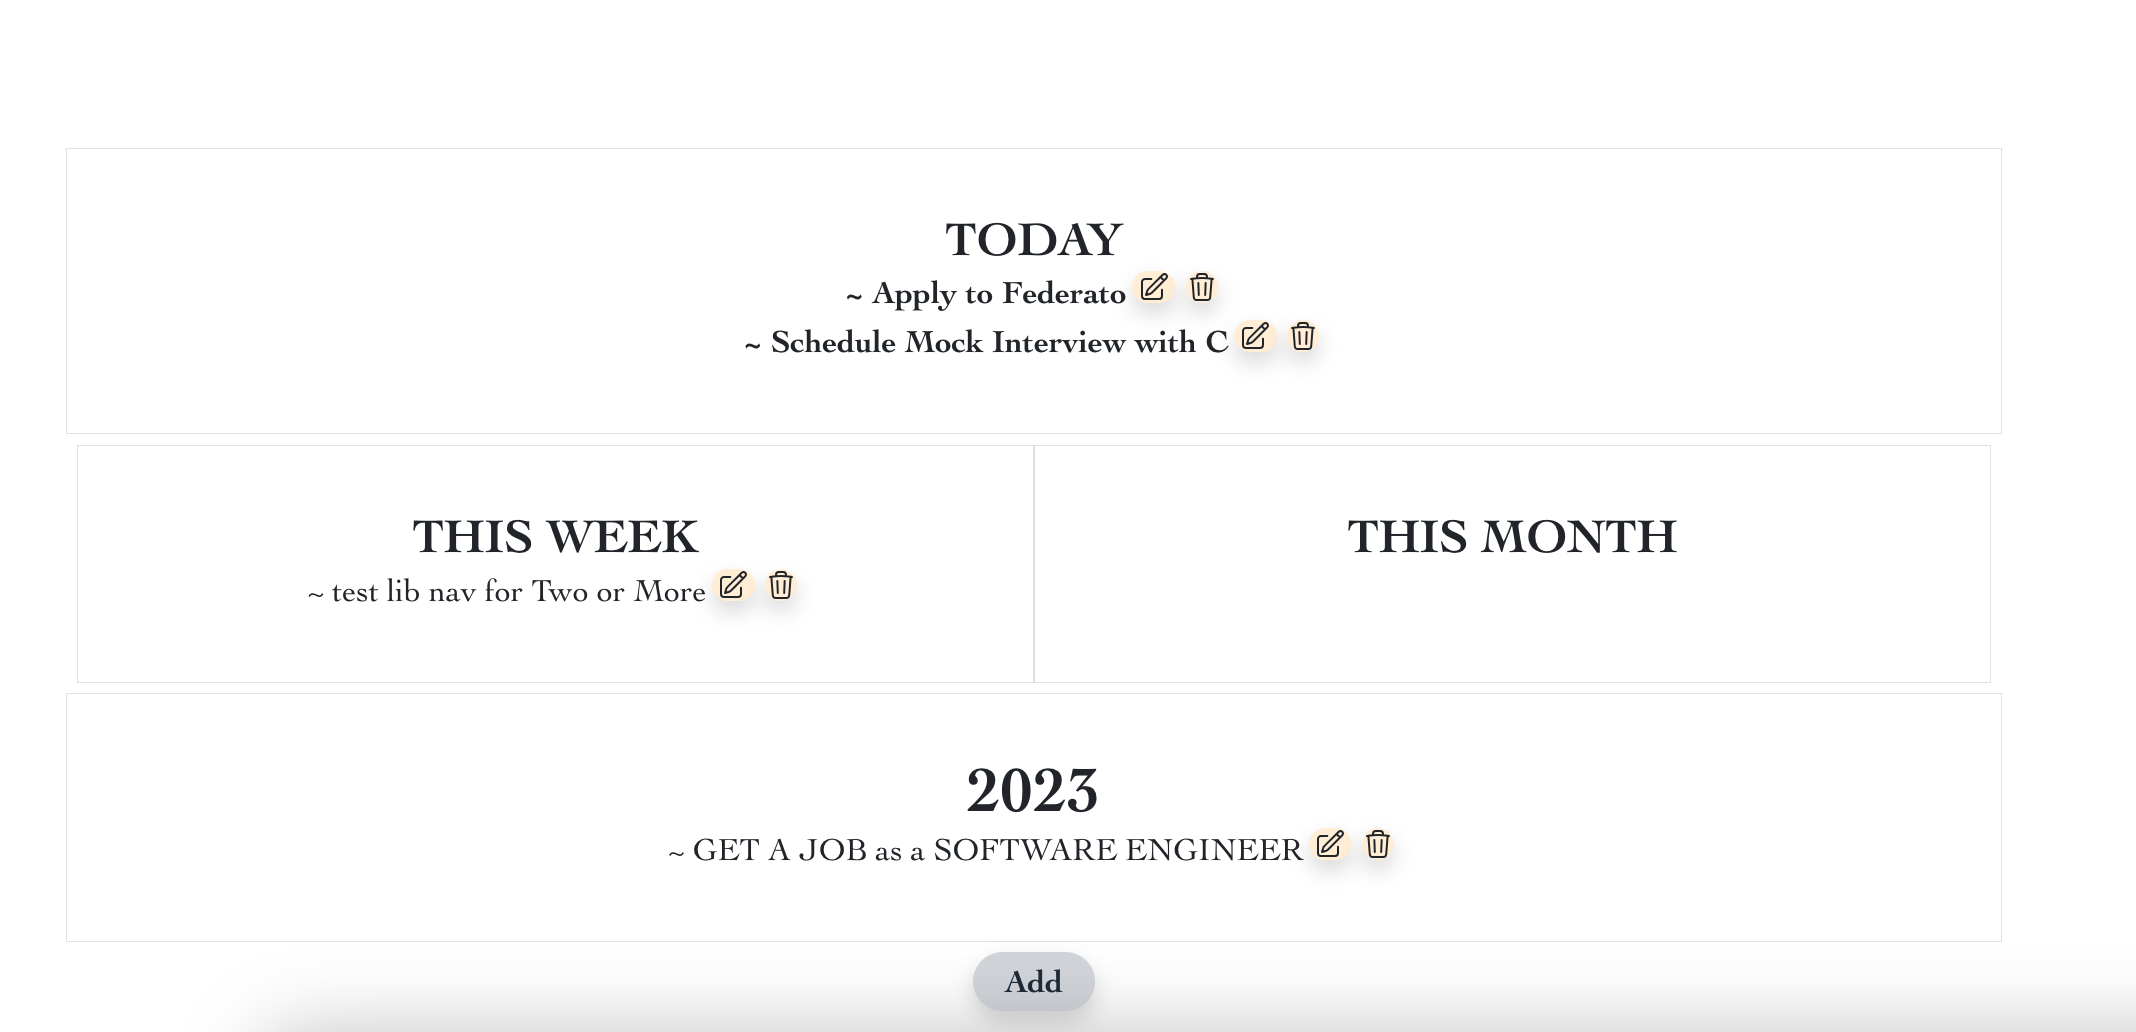 TODAY
~ Apply to Federato
~ Schedule Mock Interview with C
THIS WEEK
~ test lib nav for Two or More
THIS MONTH
2023
~ GET A JOB as a SOFTWARE ENGINEER
Add